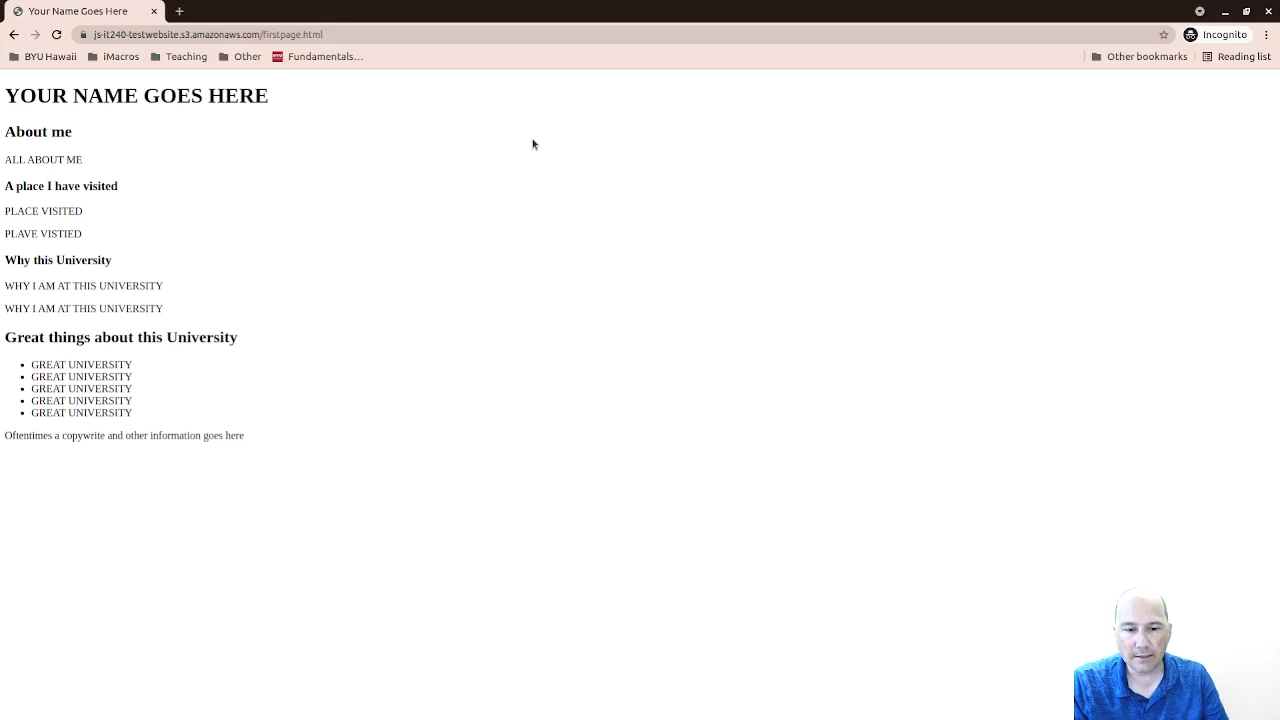 Your Name Goes Here
js-it240-testwebsite.s3.amazonaws.com/firstpage.html
Incognito
BYU Hawaii
iMacros
Teaching
Other
BYU
Fundamentals...
Other bookmarks
Reading list
YOUR NAME GOES HERE
About me
ALL ABOUT ME
A place I have visited
PLACE VISITED
PLAVE VISTIED
Why this University
WHY I AM AT THIS UNIVERSITY
WHY I AM AT THIS UNIVERSITY
Great things about this University
GREAT UNIVERSITY
GREAT UNIVERSITY
GREAT UNIVERSITY
GREAT UNIVERSITY
GREAT UNIVERSITY
Oftentimes a copywrite and other information goes here